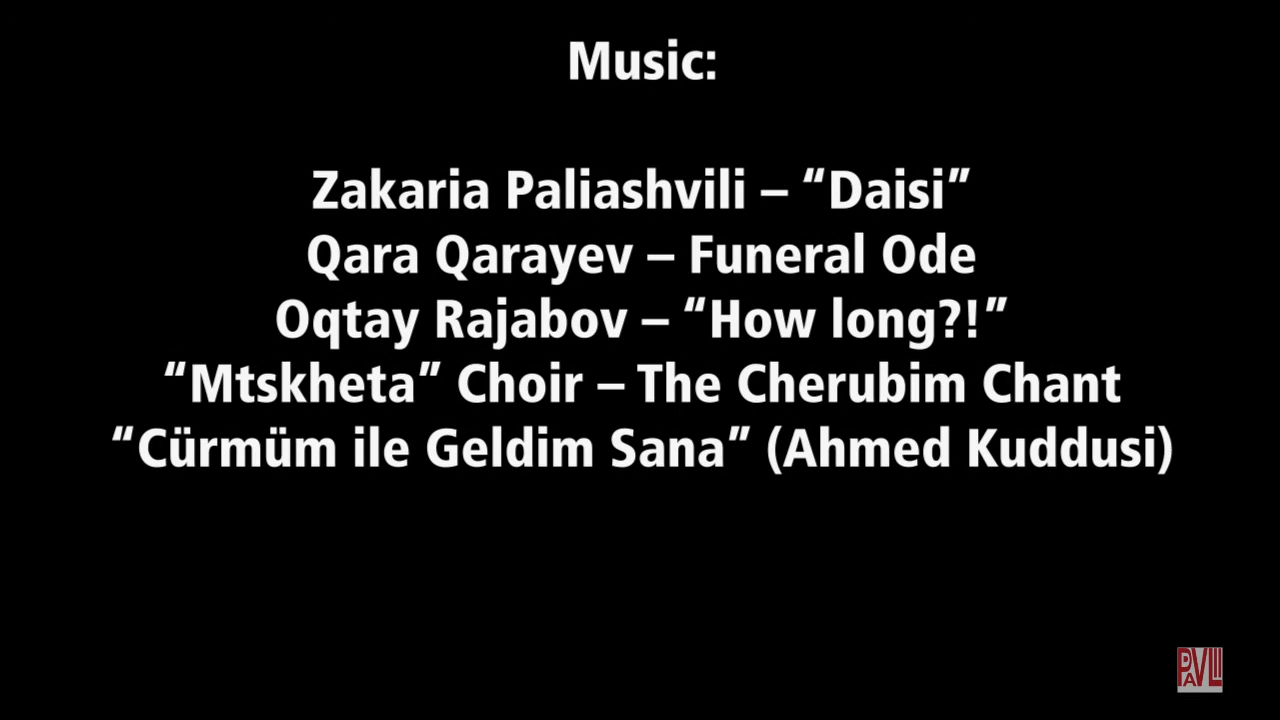 Music:
Zakaria Paliashvili – “Daisi”
Qara Qarayev – Funeral Ode
Oqtay Rajabov – “How long?!”
“Mtskheta” Choir – The Cherubim Chant
“Cürmüm ile Geldim Sana” (Ahmed Kuddusi)